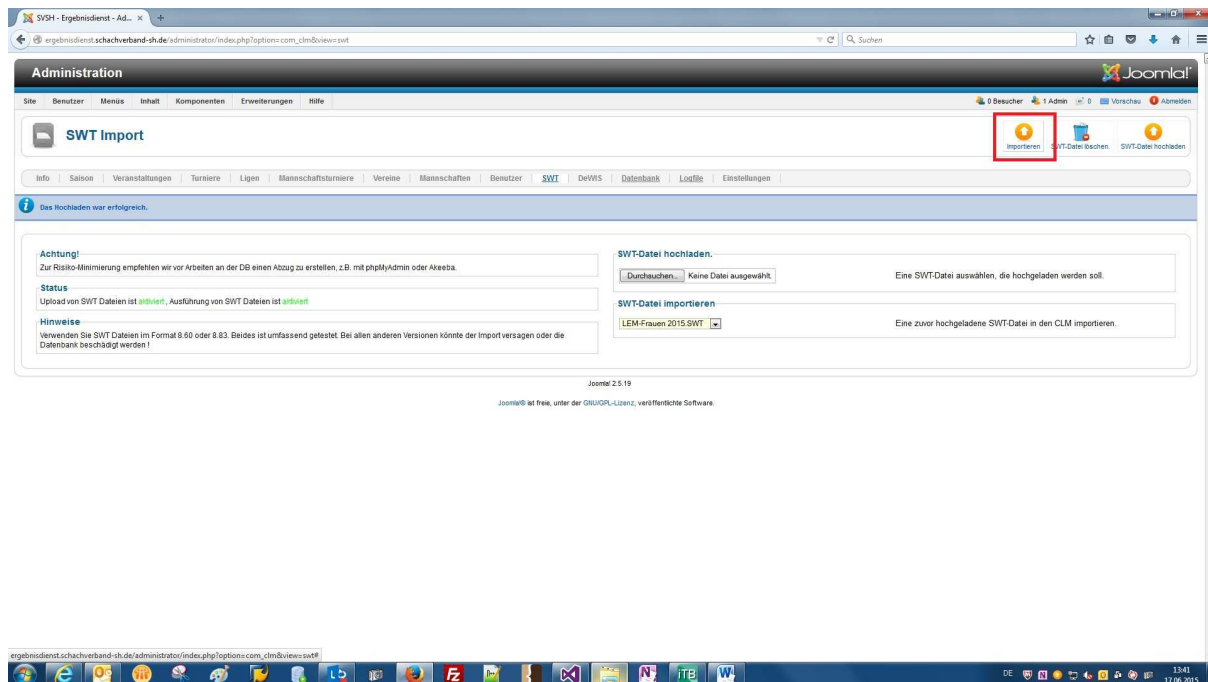 SVSH - Ergebnisdienst - Ad...
ergebnisdienst.schachverband-sh.de/administrator/index.php?option=com_clm&view=swt
Suchen
Administration
Joomla!
Site Benutzer Menüs Inhalt Komponenten Erweiterungen Hilfe
0 Besucher 1 Admin 0 Vorschau Abmelden
SWT Import
Importieren SWT-Datei löschen. SWT-Datei hochladen
Info Saison Veranstaltungen Turniere Ligen Mannschaftsturniere Vereine Mannschaften Benutzer SWT DeWIS Datenbank Logfile Einstellungen
Das Hochladen war erfolgreich.
Achtung!
Zur Risiko-Minimierung empfehlen wir vor Arbeiten an der DB einen Abzug zu erstellen, z.B. mit phpMyAdmin oder Akeeba.
Status
Upload von SWT Dateien ist aktiviert , Ausführung von SWT Dateien ist aktiviert
Hinweise
Verwenden Sie SWT Dateien im Format 8.60 oder 8.83. Beides ist umfassend getestet. Bei allen anderen Versionen könnte der Import versagen oder die
Datenbank beschädigt werden !
SWT-Datei hochladen.
Durchsuchen.. Keine Datei ausgewählt.
Eine SWT-Datei auswählen, die hochgeladen werden soll.
SWT-Datei importieren
LEM-Frauen 2015.SWT
Eine zuvor hochgeladene SWT-Datei in den CLM importieren.
Joomla! 2.5.19
Joomla!® ist freie, unter der GNU/GPL-Lizenz, veröffentlichte Software.
ergebnisdienst.schachverband-sh.de/administrator/index.php?option=com_clm&view=swt#
DE
13:41
17.06.2015